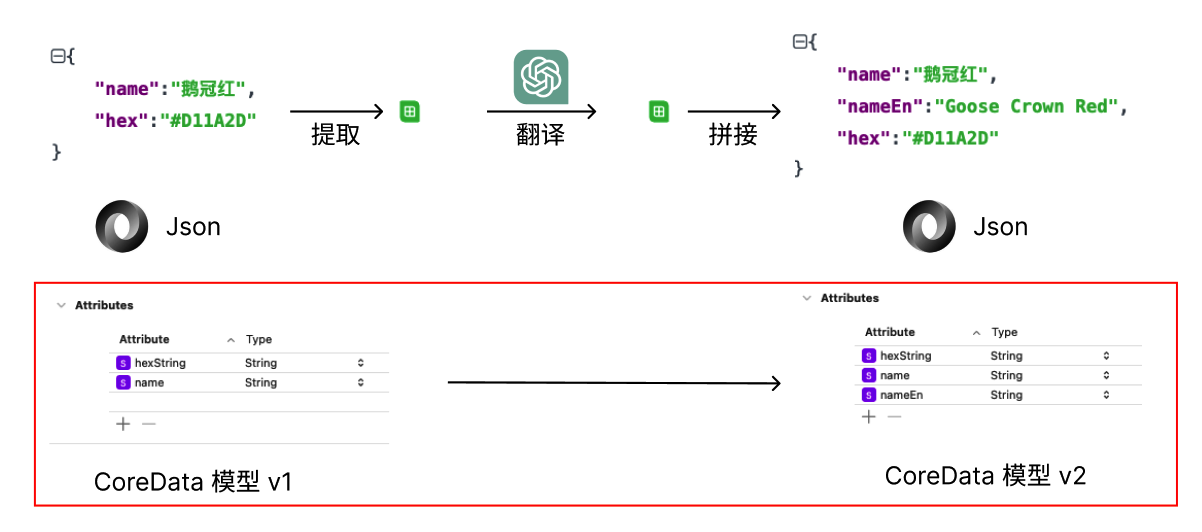 {
"name":"鹅冠红",
"hex":"#D11A2D"
}
提取
翻译
拼接
{
"name":"鹅冠红",
"nameEn":"Goose Crown Red",
"hex":"#D11A2D"
}
Json
Json
Attributes
Attribute Type
S hexString String
S name String
CoreData 模型 v1
Attributes
Attribute Type
S hexString String
S name String
S nameEn String
CoreData 模型 v2